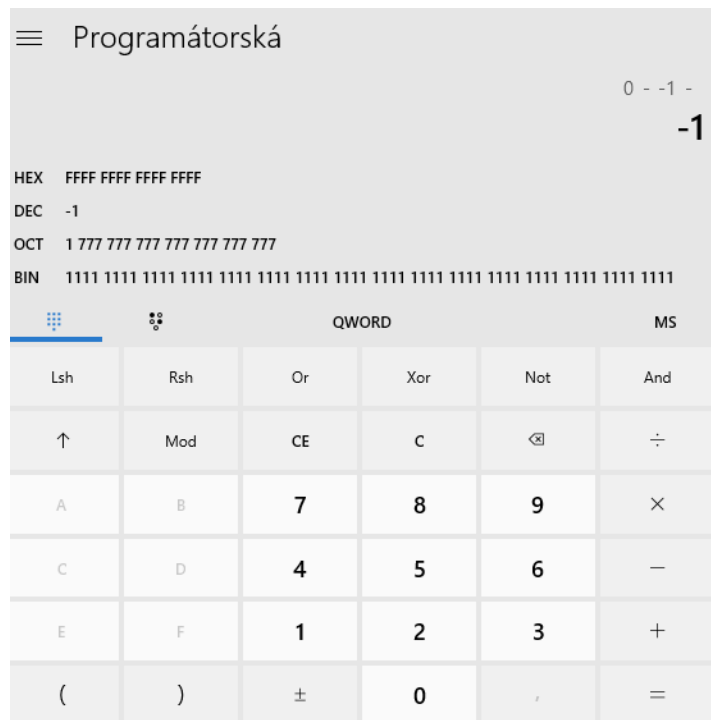 Programátorská
0 - -1 -
-1
HEX FFFF FFFF FFFF FFFF
DEC -1
OCT 1 777 777 777 777 777 777 777
BIN 1111 1111 1111 1111 1111 1111 1111 1111 1111 1111 1111 1111 1111 1111 1111 1111
QWORD MS
Lsh Rsh Or Xor Not And
↑ Mod CE C ⌫ ÷
A B 7 8 9 ×
C D 4 5 6 −
E F 1 2 3 +
( ) ± 0 , =